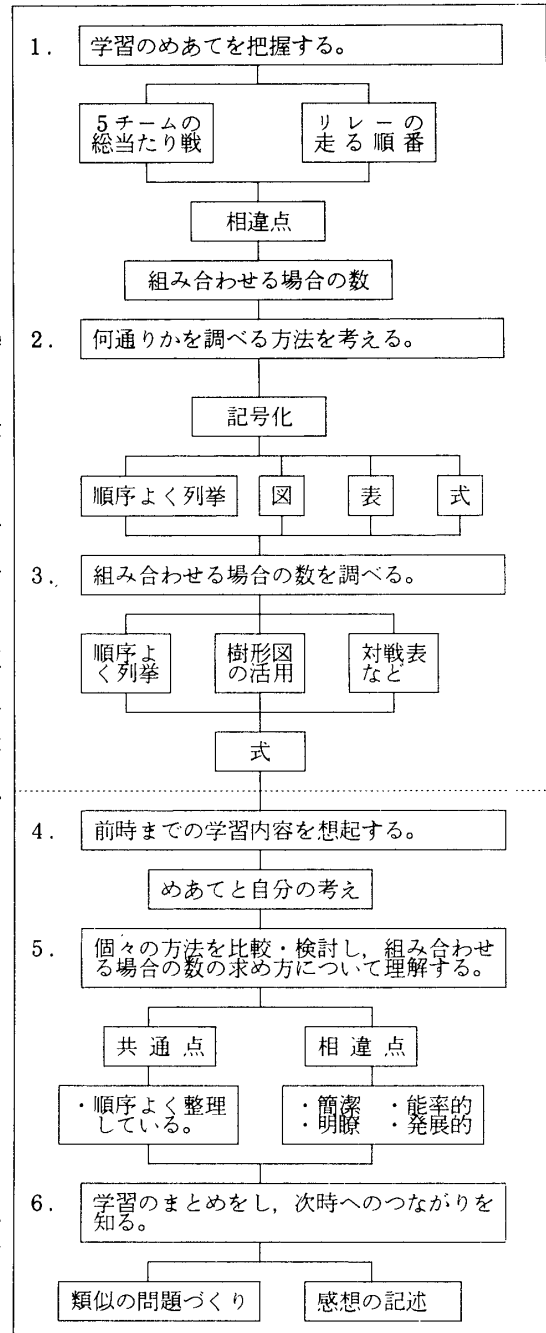 1. 学習のめあてを把握する。
5チームの
総当たり戦
リレーの
走る順番
相違点
組み合わせる場合の数
2. 何通りかを調べる方法を考える。
記号化
順序よく列挙
図
表
式
3. 組み合わせる場合の数を調べる。
順序よ
く列挙
樹形図
の活用
対戦表
など
式
4. 前時までの学習内容を想起する。
めあてと自分の考え
5. 個々の方法を比較・検討し，組み合わせ
る場合の数の求め方について理解する。
共通点
相違点
・順序よく整理
している。
・簡潔 ・能率的
・明瞭 ・発展的
6. 学習のまとめをし，次時へのつながりを
知る。
類似の問題づくり
感想の記述